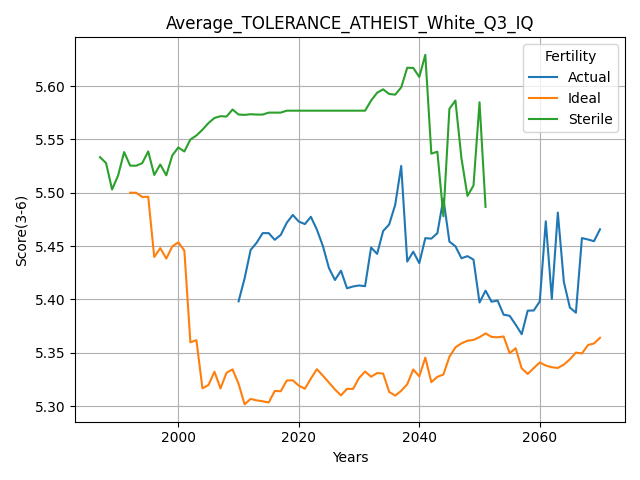 Average_TOLERANCE_ATHEIST_White_Q3_IQ
Fertility
Actual
Ideal
Sterile
Score(3-6)
5.60
5.55
5.50
5.45
5.40
5.35
5.30
2000
2020
2040
2060
Years